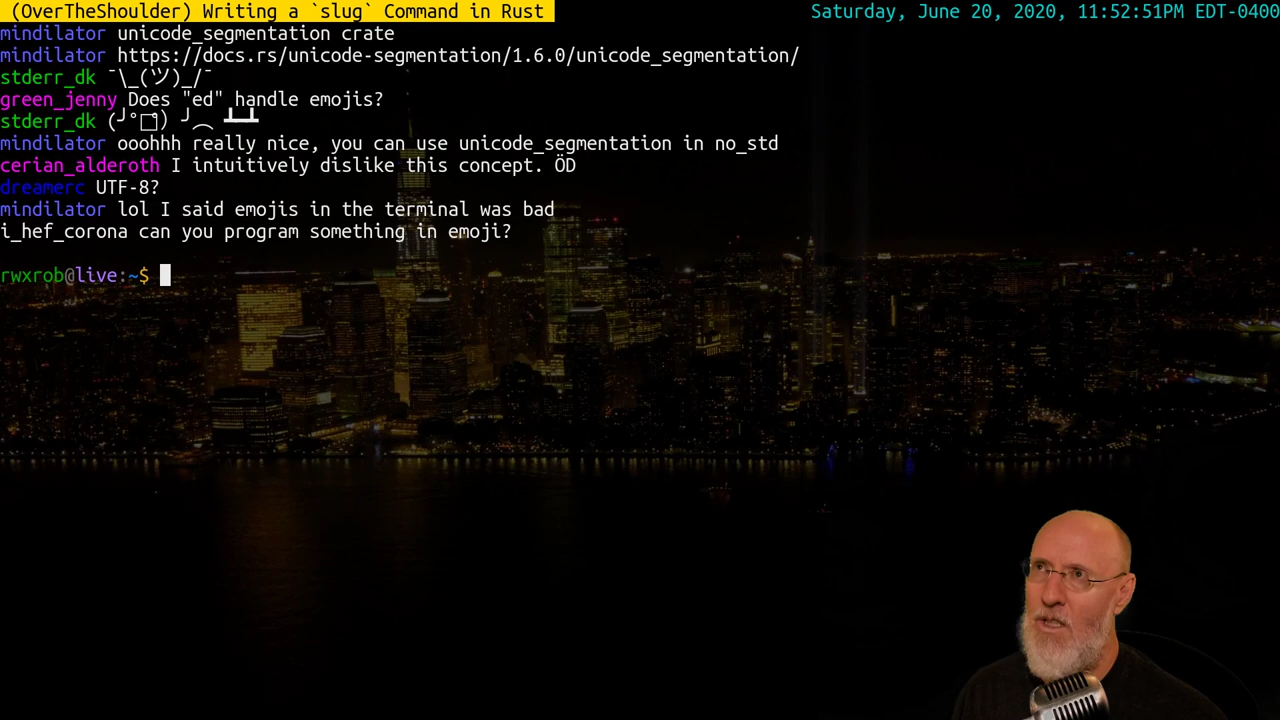 (OverTheShoulder) Writing a `slug` Command in Rust
Saturday, June 20, 2020, 11:52:51PM EDT-0400
mindilator unicode_segmentation crate
mindilator https://docs.rs/unicode-segmentation/1.6.0/unicode_segmentation/
stderr_dk ¯\_(ツ)_/¯
green_jenny Does "ed" handle emojis?
stderr_dk (╯°□°）╯︵ ┻━┻
mindilator ooohhh really nice, you can use unicode_segmentation in no_std
cerian_alderoth I intuitively dislike this concept. ÖD
dreamerc UTF-8?
mindilator lol I said emojis in the terminal was bad
i_hef_corona can you program something in emoji?
rwxrob@live:~$